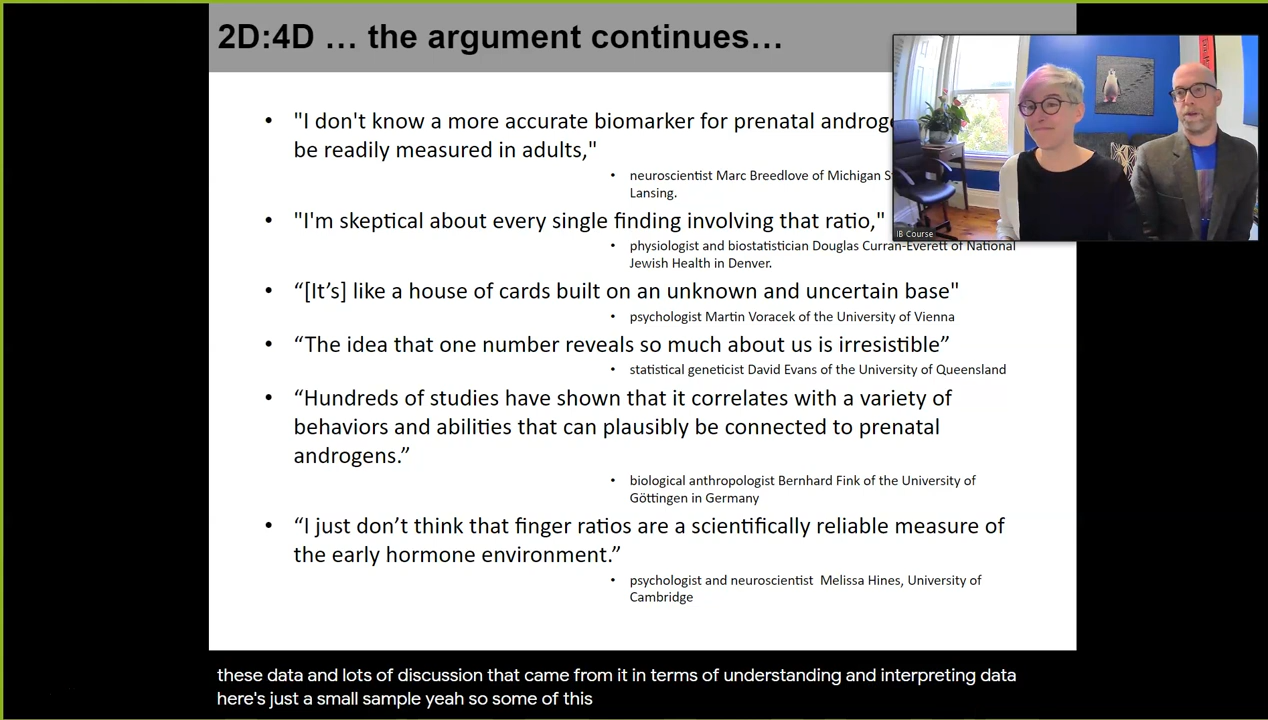 2D:4D … the argument continues…
• "I don't know a more accurate biomarker for prenatal
be readily measured in adults,"
• neuroscientist Marc Breedlove of Michigan
Lansing.
• "I'm skeptical about every single finding involving that ratio,"
• physiologist and biostatistician Douglas Curran-Everett of National
Jewish Health in Denver.
• “[It’s] like a house of cards built on an unknown and uncertain base"
• psychologist Martin Voracek of the University of Vienna
• “The idea that one number reveals so much about us is irresistible”
• statistical geneticist David Evans of the University of Queensland
• “Hundreds of studies have shown that it correlates with a variety of
behaviors and abilities that can plausibly be connected to prenatal
androgens.”
• biological anthropologist Bernhard Fink of the University of
Göttingen in Germany
• “I just don’t think that finger ratios are a scientifically reliable measure of
the early hormone environment.”
• psychologist and neuroscientist Melissa Hines, University of
Cambridge
IB Course
these data and lots of discussion that came from it in terms of understanding and interpreting data
here's just a small sample yeah so some of this